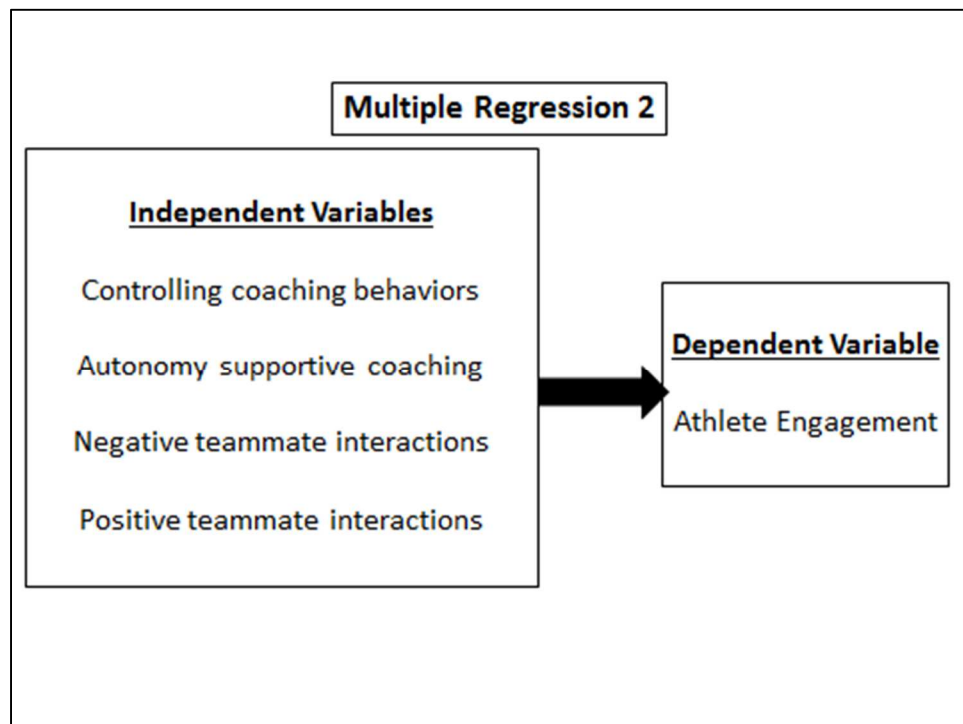 Multiple Regression 2
Independent Variables
Controlling coaching behaviors
Autonomy supportive coaching
Negative teammate interactions
Positive teammate interactions
Dependent Variable
Athlete Engagement